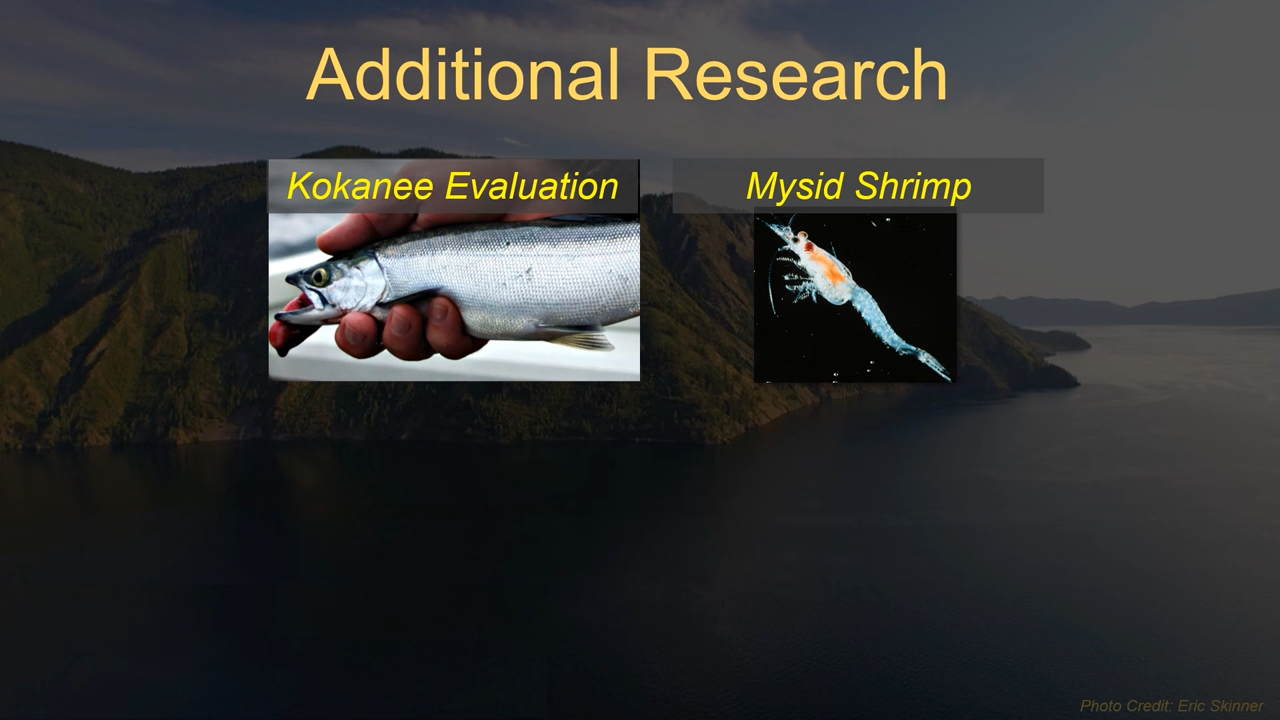 Additional Research
Kokanee Evaluation
Mysid Shrimp
Photo Credit: Eric Skinner